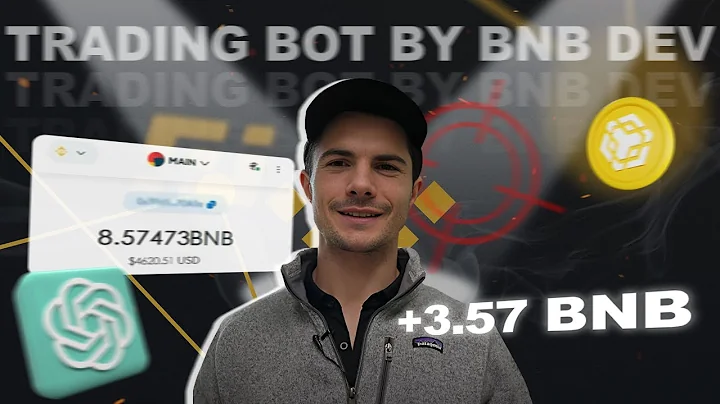 TRADING BOT BY BNB DEV
TRADING BOT BY BNB DEV
MAIN
8.57473BNB
$4620.51 USD
+3.57 BNB
patagonia